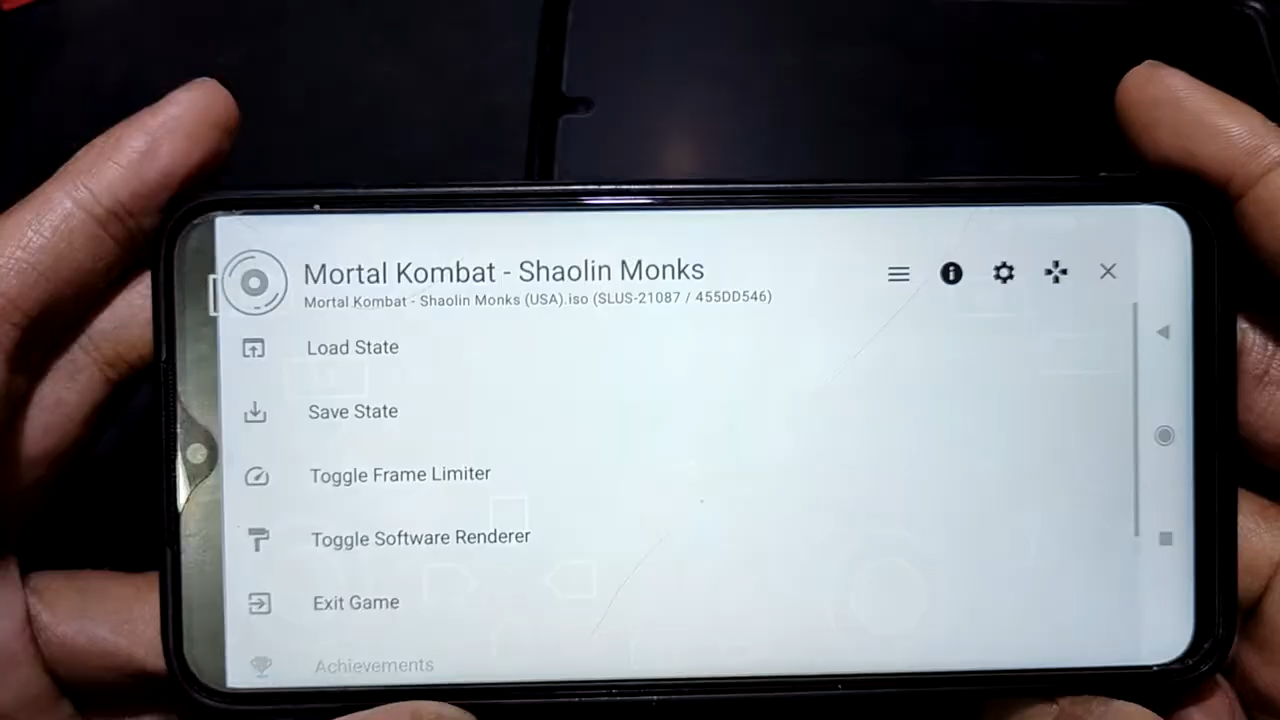 Mortal Kombat - Shaolin Monks
Mortal Kombat - Shaolin Monks (USA).iso (SLUS-21087 / 455DD546)
Load State
Save State
Toggle Frame Limiter
Toggle Software Renderer
Exit Game
Achievements